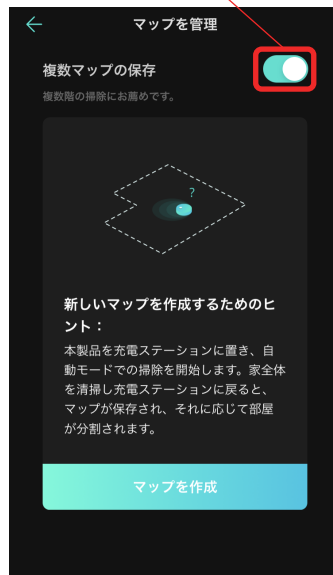 マップを管理
複数マップの保存
複数階の掃除にお薦めです。
?
新しいマップを作成するためのヒ
ント：
本製品を充電ステーションに置き、自
動モードでの掃除を開始します。家全体
を清掃し充電ステーションに戻ると、
マップが保存され、それに応じて部屋
が分割されます。
マップを作成